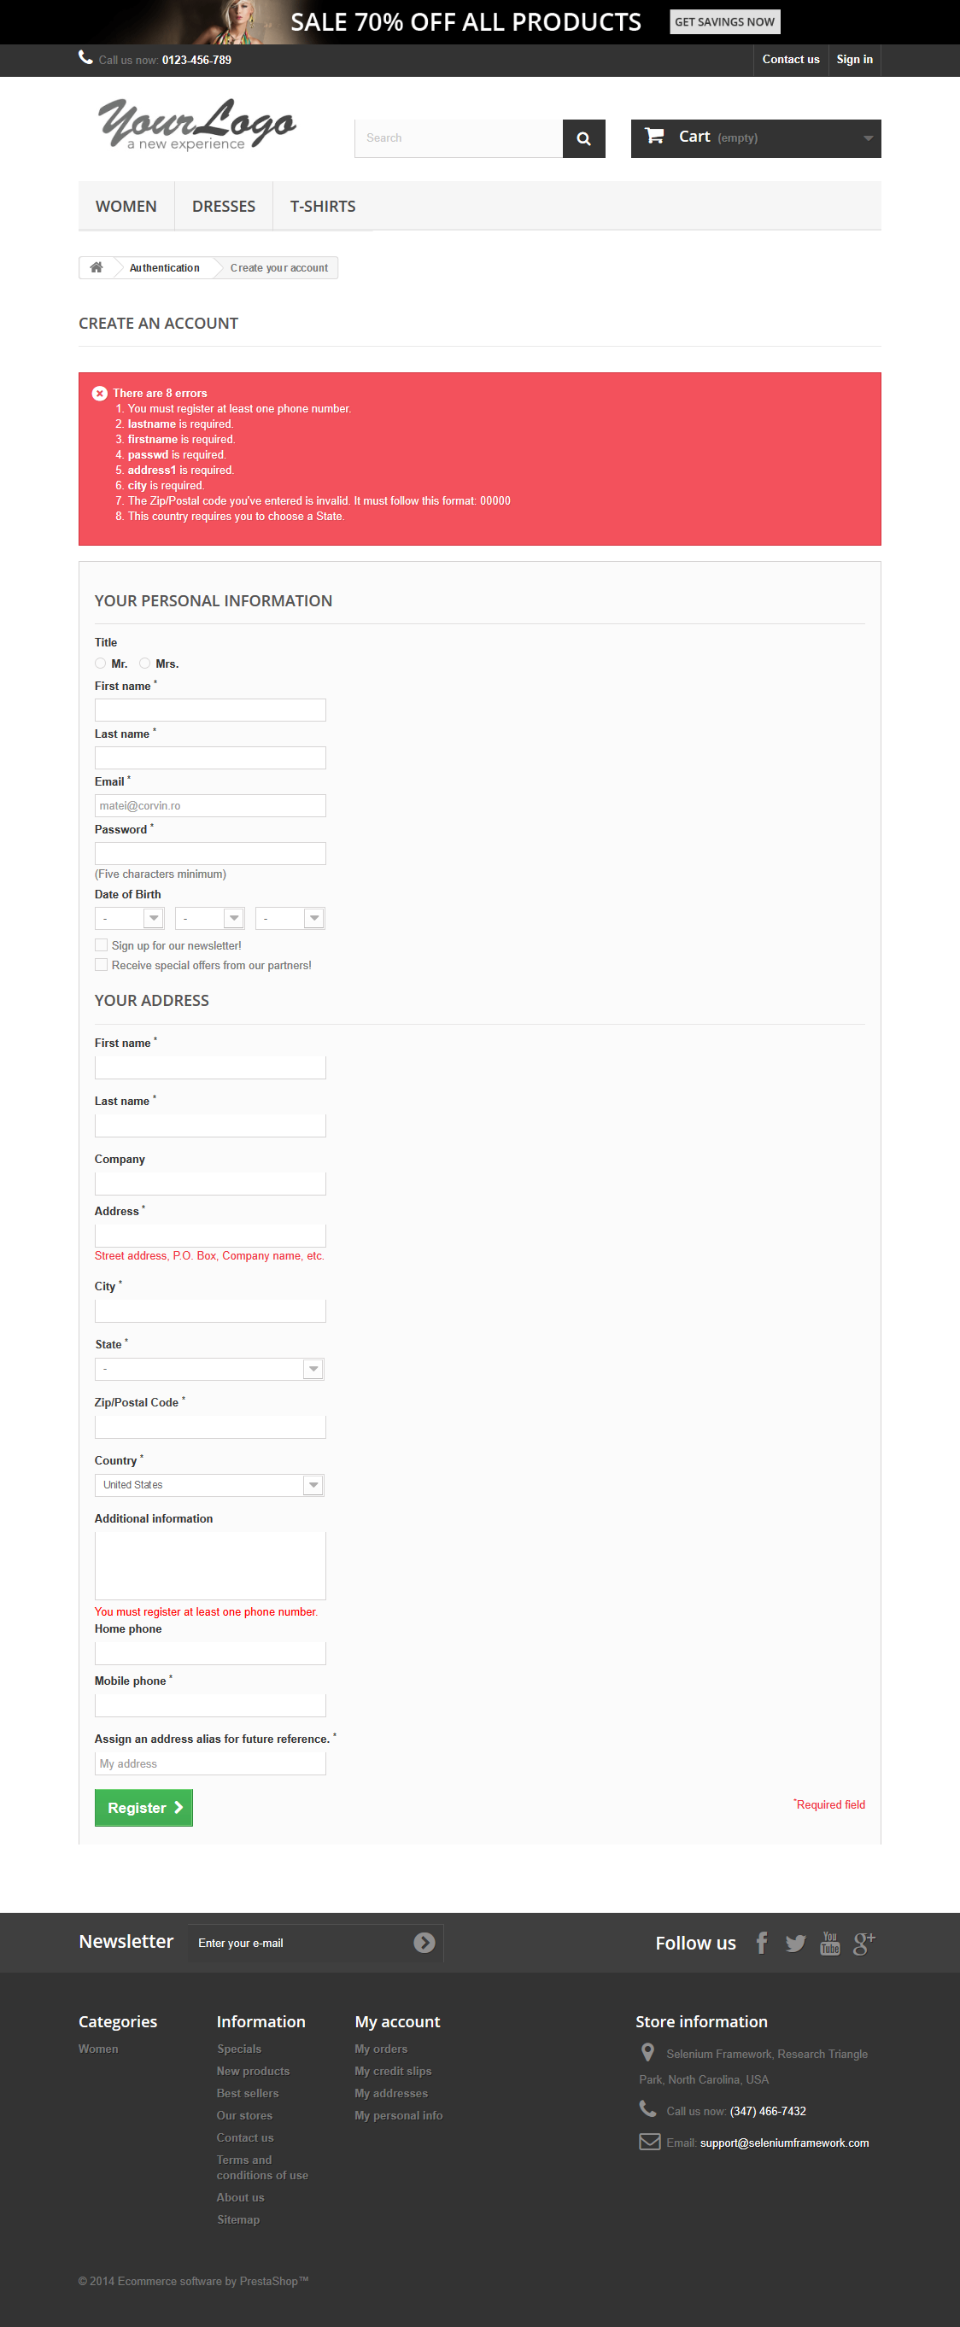 SALE 70% OFF ALL PRODUCTS GET SAVINGS NOW
Call us now: 0123-456-789 Contact us Sign in
YourLogo
a new experience
Search Cart (empty)
WOMEN DRESSES T-SHIRTS
Authentication Create your account
CREATE AN ACCOUNT
There are 8 errors
1. You must register at least one phone number.
2. lastname is required.
3. firstname is required.
4. passwd is required.
5. address1 is required.
6. city is required.
7. The Zip/Postal code you've entered is invalid. It must follow this format: 00000
8. This country requires you to choose a State.
YOUR PERSONAL INFORMATION
Title
Mr. Mrs.
First name *
Last name *
Email *
matei@corvin.ro
Password *
(Five characters minimum)
Date of Birth
- - -
Sign up for our newsletter!
Receive special offers from our partners!
YOUR ADDRESS
First name *
Last name *
Company
Address *
Street address, P.O. Box, Company name, etc.
City *
State *
-
Zip/Postal Code *
Country *
United States
Additional information
You must register at least one phone number.
Home phone
Mobile phone *
Assign an address alias for future reference. *
My address
Register
*Required field
Newsletter Enter your e-mail Follow us You Tube g+
Categories
Women
Information
Specials
New products
Best sellers
Our stores
Contact us
Terms and
conditions of use
About us
Sitemap
My account
My orders
My credit slips
My addresses
My personal info
Store information
Selenium Framework, Research Triangle
Park, North Carolina, USA
Call us now: (347) 466-7432
Email: support@seleniumframework.com
© 2014 Ecommerce software by PrestaShop™